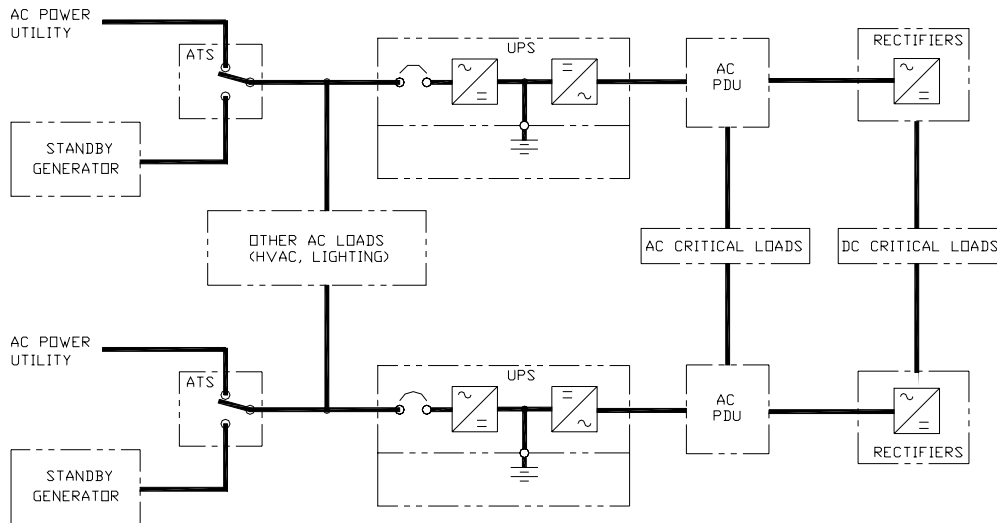 AC POWER
UTILITY
ATS
UPS
RECTIFIERS
AC
PDU
STANDBY
GENERATOR
OTHER AC LOADS
(HVAC, LIGHTING)
AC CRITICAL LOADS
DC CRITICAL LOADS
AC POWER
UTILITY
ATS
UPS
AC
PDU
RECTIFIERS
STANDBY
GENERATOR